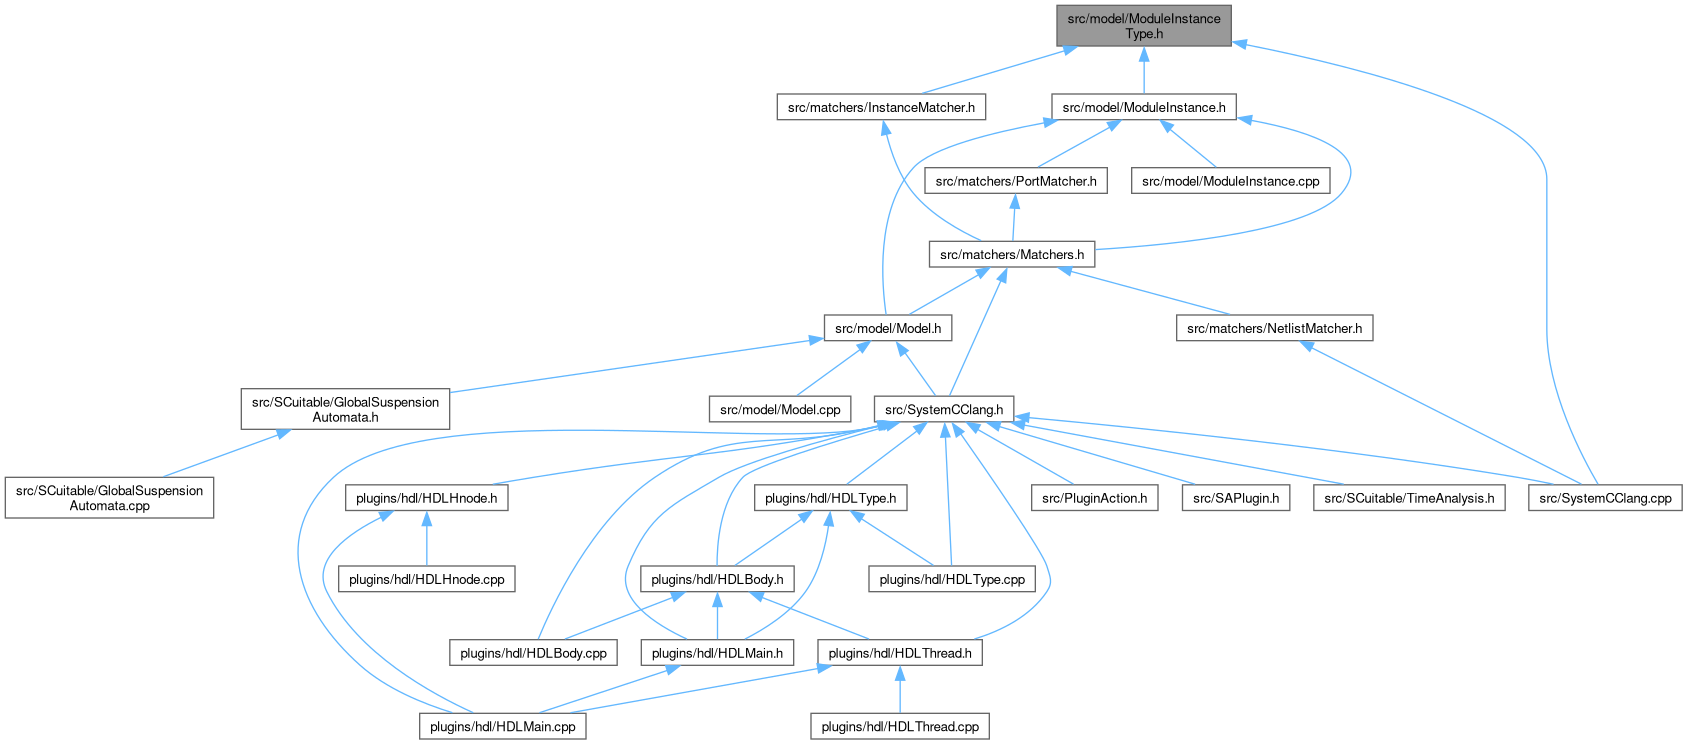 src/model/ModuleInstance
Type.h
src/matchers/InstanceMatcher.h
src/model/ModuleInstance.h
src/matchers/PortMatcher.h
src/model/ModuleInstance.cpp
src/matchers/Matchers.h
src/model/Model.h
src/matchers/NetlistMatcher.h
src/SCuitable/GlobalSuspension
Automata.h
src/model/Model.cpp
src/SystemCClang.h
src/SCuitable/GlobalSuspension
Automata.cpp
plugins/hdl/HDLHnode.h
plugins/hdl/HDLType.h
src/PluginAction.h
src/SAPlugin.h
src/SCuitable/TimeAnalysis.h
src/SystemCClang.cpp
plugins/hdl/HDLHnode.cpp
plugins/hdl/HDLBody.h
plugins/hdl/HDLType.cpp
plugins/hdl/HDLBody.cpp
plugins/hdl/HDLMain.h
plugins/hdl/HDLThread.h
plugins/hdl/HDLMain.cpp
plugins/hdl/HDLThread.cpp